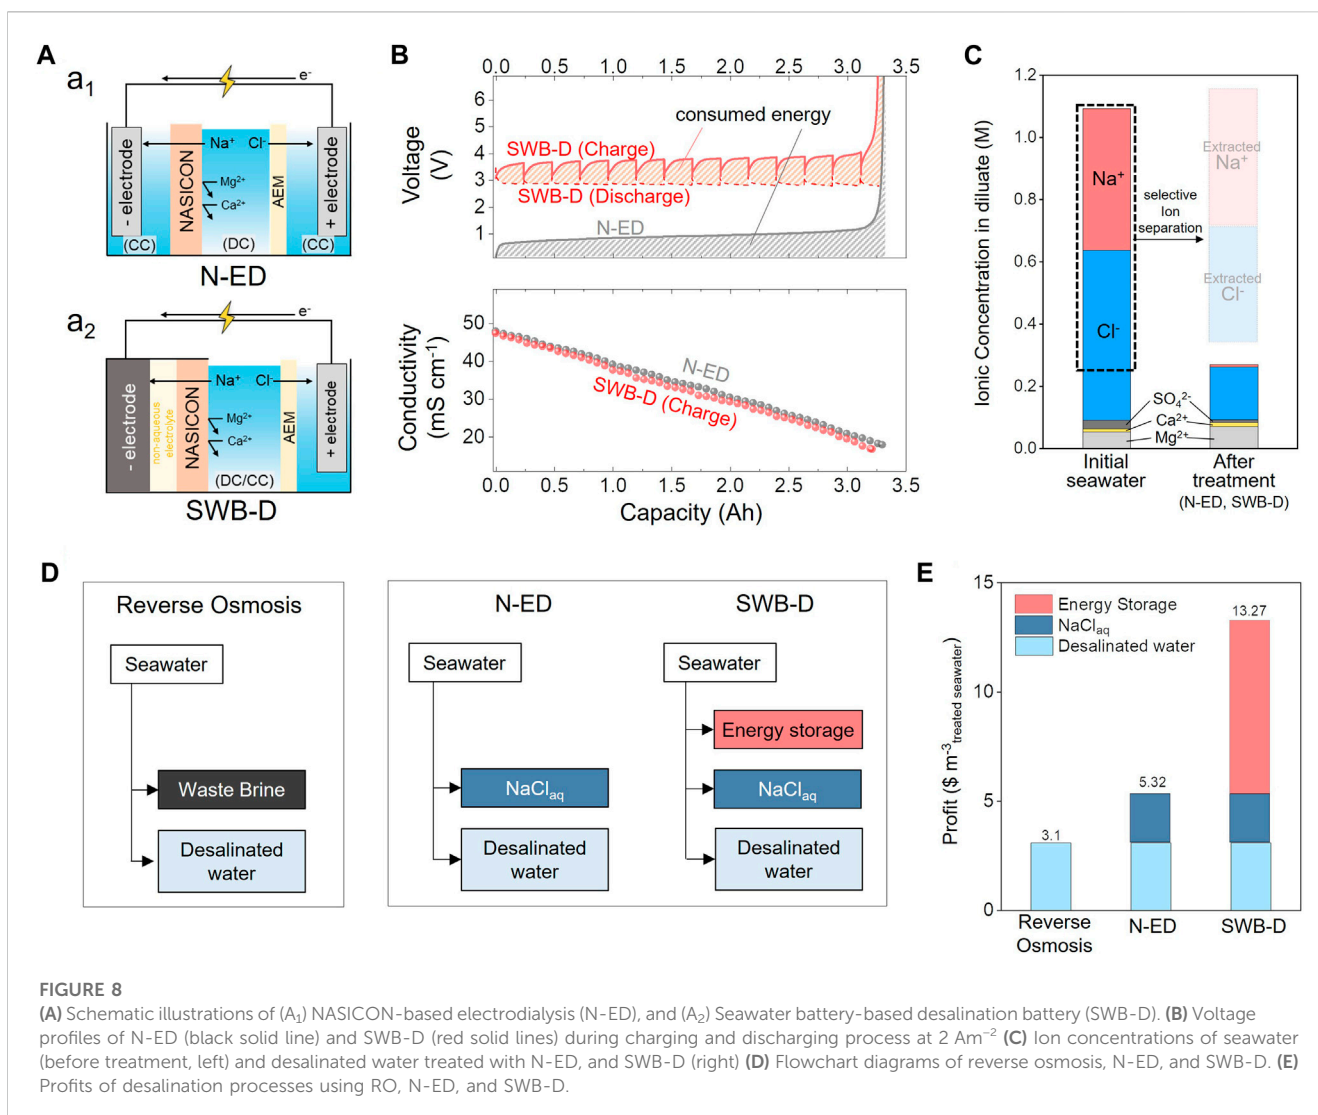 A
a1
e-
- electrode
NASICON
Na+ Cl-
Mg2+
Ca2+
AEM
+ electrode
(CC)
(DC)
(CC)
N-ED
a2
e-
- electrode
non-aqueous
electrolyte
NASICON
Na+ Cl-
Mg2+
Ca2+
AEM
+ electrode
(DC/CC)
SWB-D
B
0.0 0.5 1.0 1.5 2.0 2.5 3.0 3.5
Voltage
(V)
6
5
4
3
2
1
consumed energy
SWB-D (Charge)
SWB-D (Discharge)
N-ED
Conductivity
(mS cm-1)
50
40
30
20
N-ED
SWB-D (Charge)
0.0 0.5 1.0 1.5 2.0 2.5 3.0 3.5
Capacity (Ah)
C
Ionic Concentration in diluate (M)
1.2
1.0
0.8
0.6
0.4
0.2
0.0
Na+
Cl-
selective
Ion
separation
Extracted
Na+
Extracted
Cl-
SO42-
Ca2+
Mg2+
Initial
seawater
After
treatment
(N-ED, SWB-D)
D
Reverse Osmosis
Seawater
Waste Brine
Desalinated
water
N-ED
Seawater
NaClaq
Desalinated
water
SWB-D
Seawater
Energy storage
NaClaq
Desalinated
water
E
Profit ($ m-3treated seawater)
15
10
5
0
Energy Storage
NaClaq
Desalinated water
3.1
5.32
13.27
Reverse
Osmosis
N-ED
SWB-D
FIGURE 8
(A) Schematic illustrations of (A1) NASICON-based electrodialysis (N-ED), and (A2) Seawater battery-based desalination battery (SWB-D). (B) Voltage
profiles of N-ED (black solid line) and SWB-D (red solid lines) during charging and discharging process at 2 Am−2 (C) Ion concentrations of seawater
(before treatment, left) and desalinated water treated with N-ED, and SWB-D (right) (D) Flowchart diagrams of reverse osmosis, N-ED, and SWB-D. (E)
Profits of desalination processes using RO, N-ED, and SWB-D.